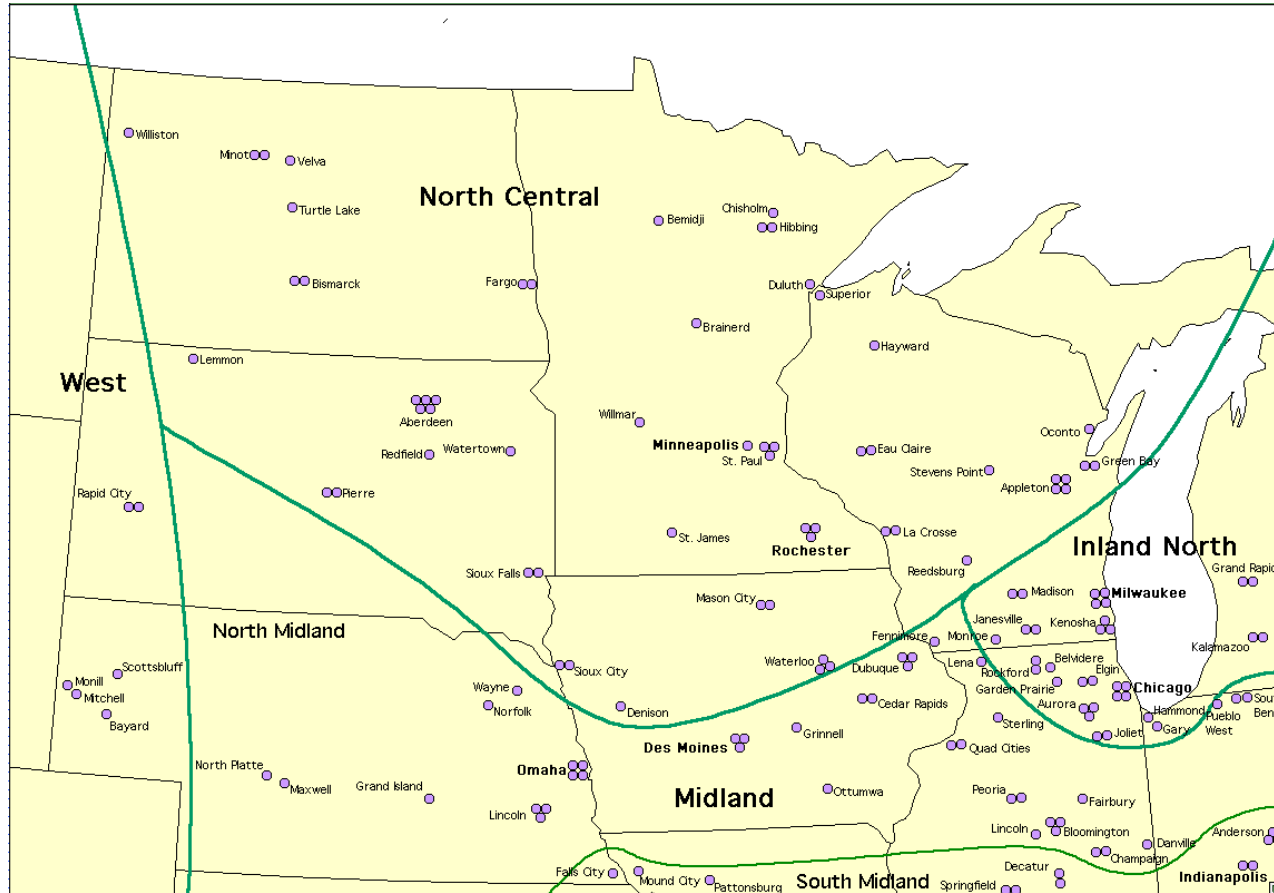 Williston
Minot
Velva
North Central
Turtle Lake
Bemidji
Chisholm
Hibbing
Bismarck
Fargo
Duluth
Superior
Brainerd
Hayward
Lemmon
West
Aberdeen
Willmar
Oconto
Redfield
Watertown
Minneapolis
St. Paul
Eau Claire
Stevens Point
Green Bay
Appleton
Rapid City
Pierre
St. James
Rochester
La Crosse
Inland North
Reedsburg
Sioux Falls
Grand Rapid
Mason City
Madison
Milwaukee
North Midland
Janesville
Kenosha
Fennimore
Monroe
Kalamazoo
Scottsbluff
Sioux City
Waterloo
Dubuque
Lena
Rockford
Belvidere
Elgin
Monill
Mitchell
Wayne
Garden Prairie
Chicago
Bayard
Norfolk
Denison
Cedar Rapids
Aurora
Hammond
Pueblo
West
Sou
Ben
Sterling
Grinnell
Gary
Joliet
Des Moines
Quad Cities
North Platte
Maxwell
Grand Island
Omaha
Midland
Ottumwa
Peoria
Fairbury
Lincoln
Lincoln
Bloomington
Anderson
Danville
Champaign
Falls City
Mound City
Pattonsburg
South Midland
Decatur
Springfield
Indianapolis